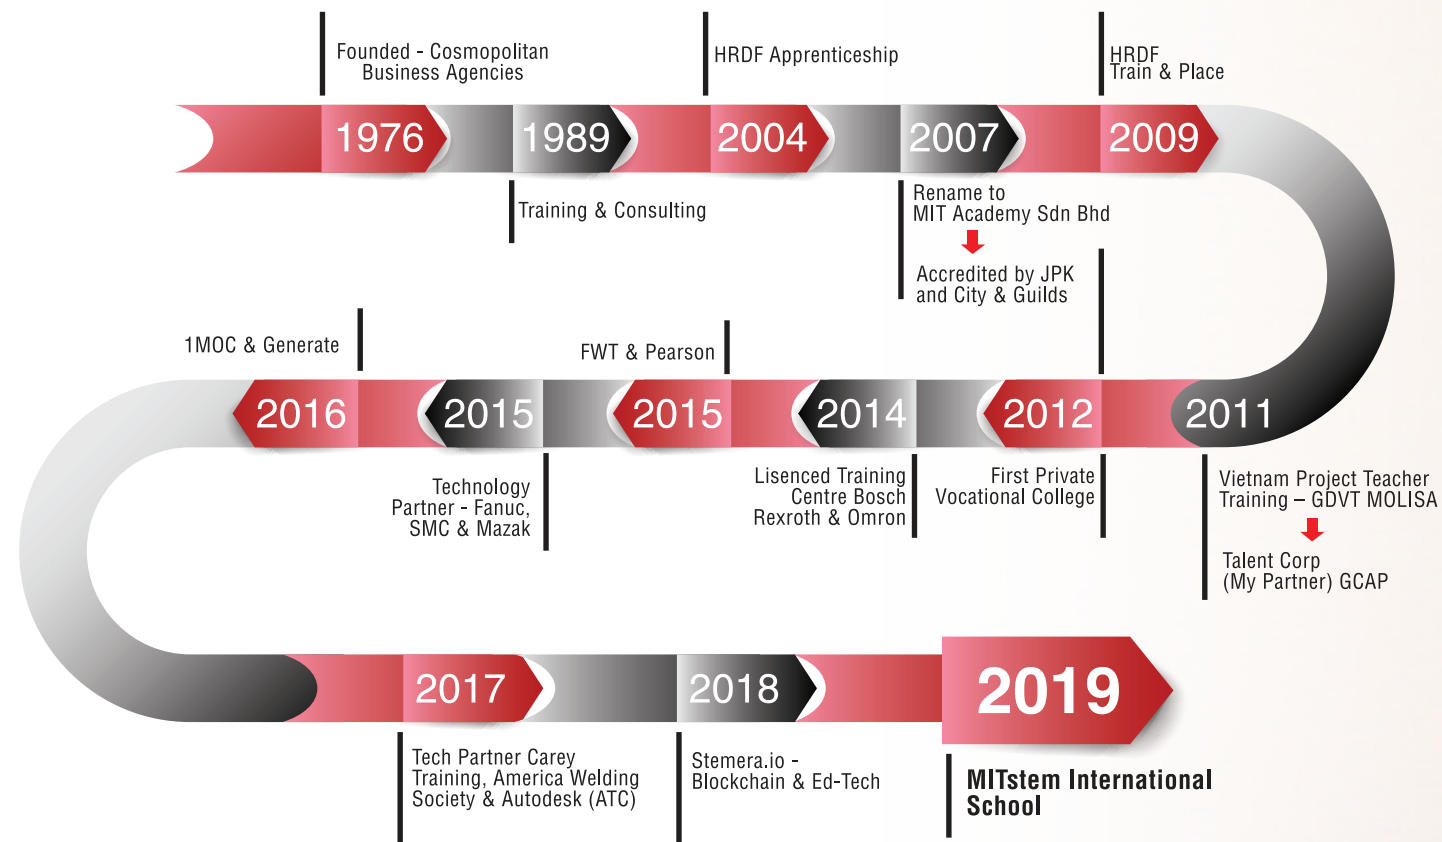 Founded - Cosmopolitan
Business Agencies
HRDF Apprenticeship
HRDF
Train & Place
1976
1989
2004
2007
2009
Training & Consulting
Rename to
MIT Academy Sdn Bhd
Accredited by JPK
and City & Guilds
1MOC & Generate
FWT & Pearson
2016
2015
2015
2014
2012
2011
Technology
Partner - Fanuc,
SMC & Mazak
Lisenced Training
Centre Bosch
Rexroth & Omron
First Private
Vocational College
Vietnam Project Teacher
Training – GDVT MOLISA
Talent Corp
(My Partner) GCAP
2017
2018
2019
Tech Partner Carey
Training, America Welding
Society & Autodesk (ATC)
Stemera.io -
Blockchain & Ed-Tech
MITstem International
School